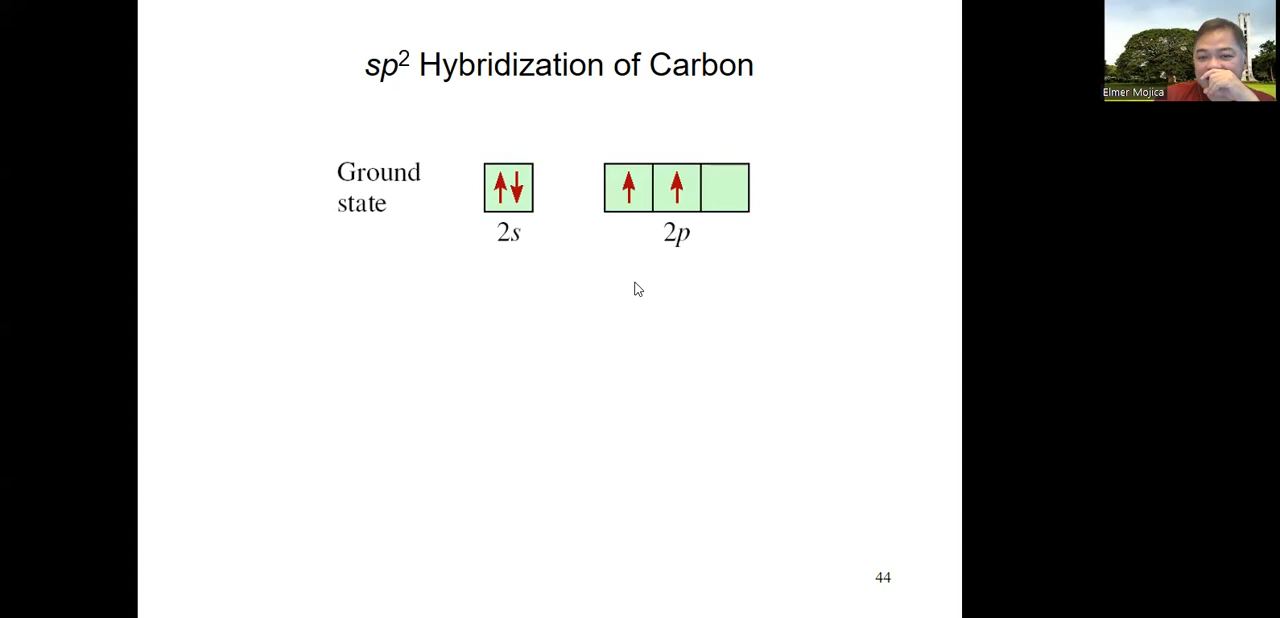 sp² Hybridization of Carbon
Elmer Mojica
Ground
state
2s
2p
44